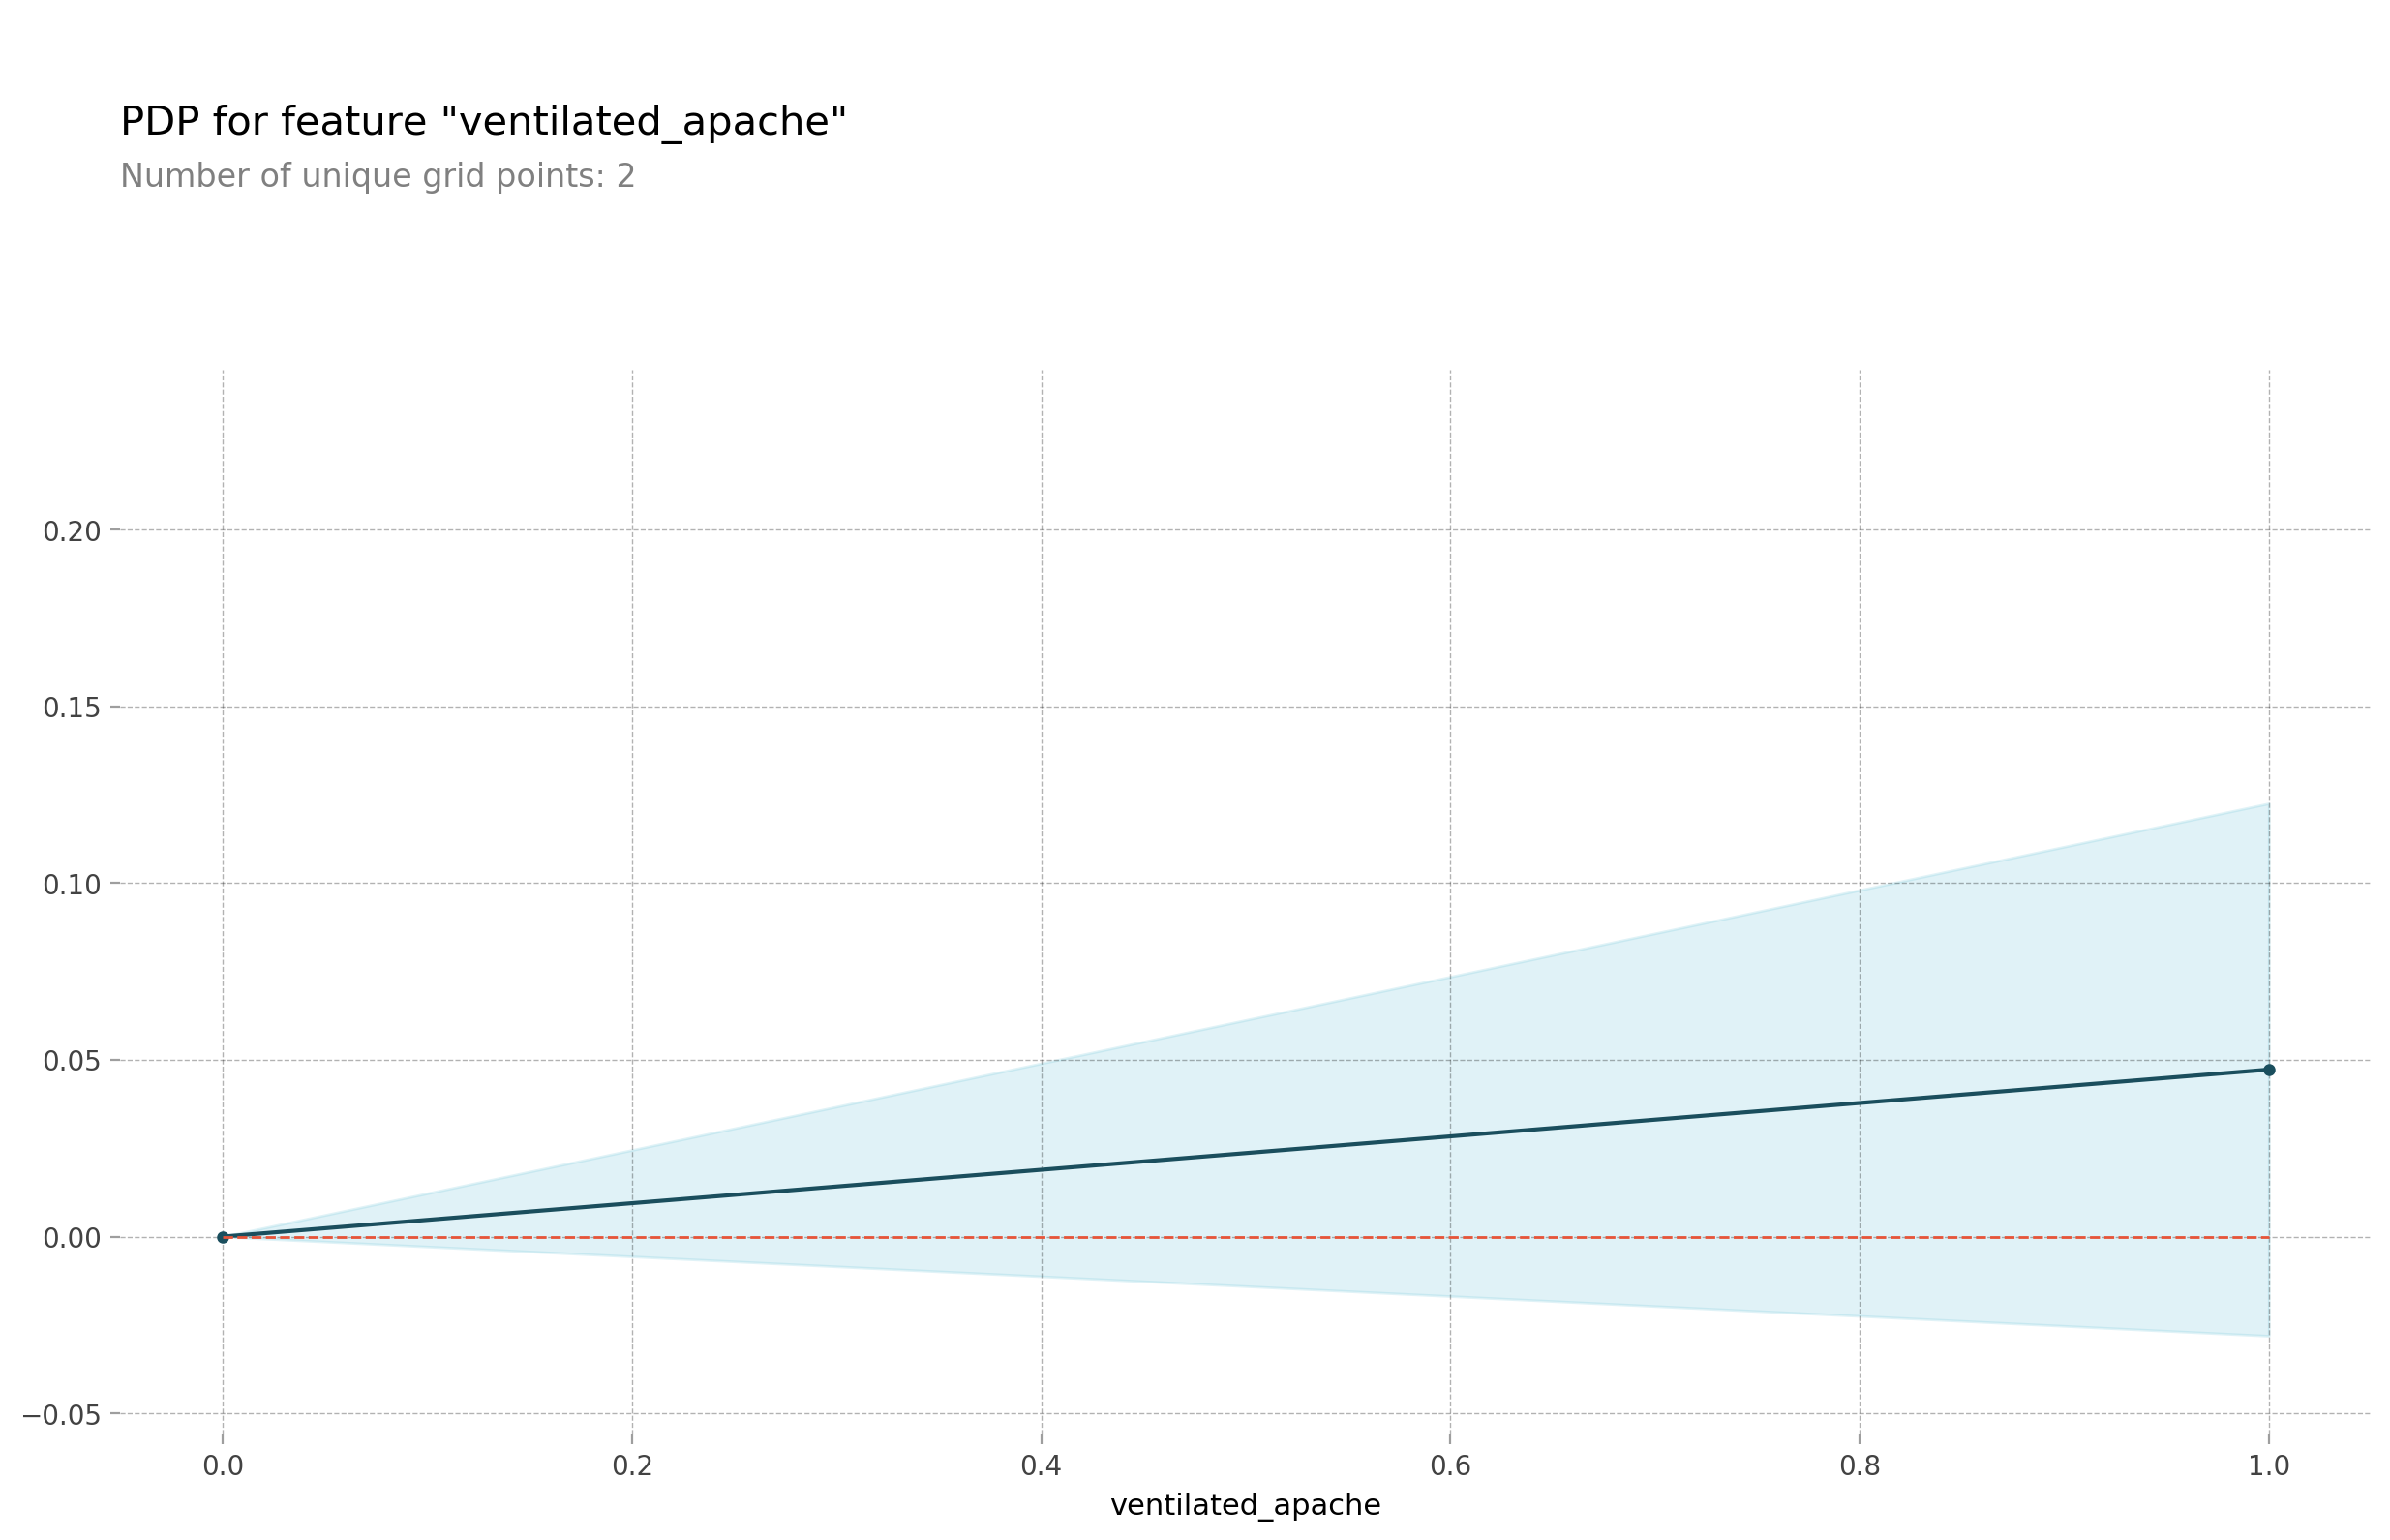 PDP for feature "ventilated_apache"
Number of unique grid points: 2
0.20
0.15
0.10
0.05
0.00
−0.05
0.0 0.2 0.4 0.6 0.8 1.0
ventilated_apache